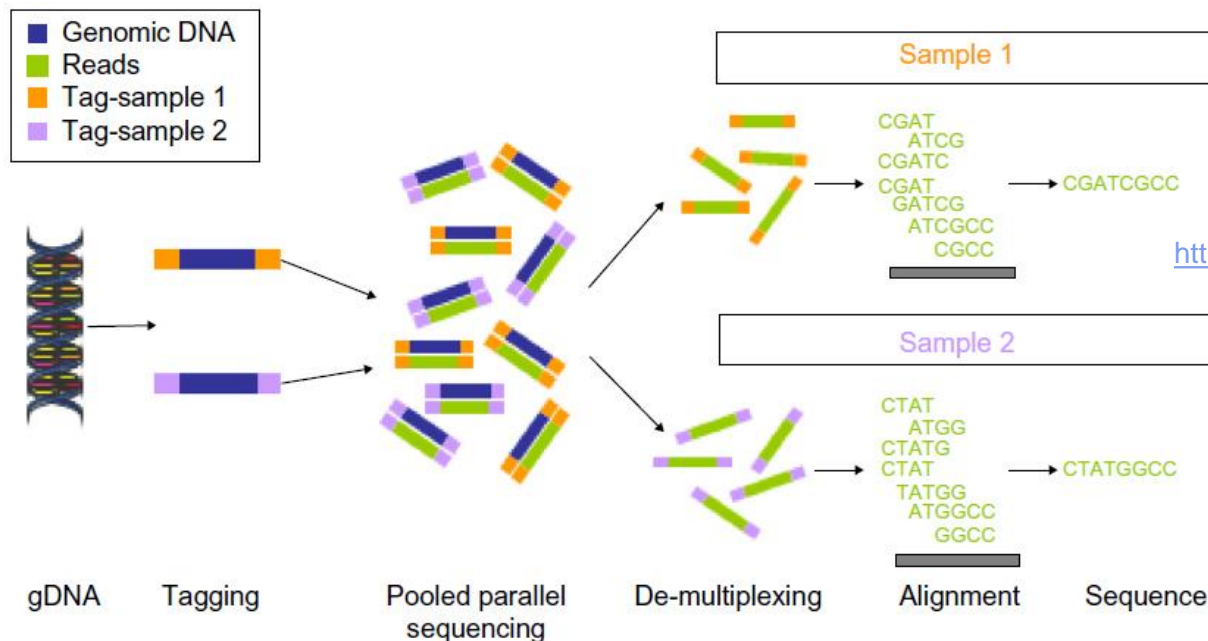 Genomic DNA
Reads
Tag-sample 1
Tag-sample 2
Sample 1
CGAT
ATCG
CGATC
CGAT
GATCG
ATCGCC
CGCC
CGATCGCC
htt
Sample 2
CTAT
ATGG
CTATG
CTAT
TATGG
ATGGCC
GGCC
CTATGGCC
gDNA
Tagging
Pooled parallel
sequencing
De-multiplexing
Alignment
Sequence